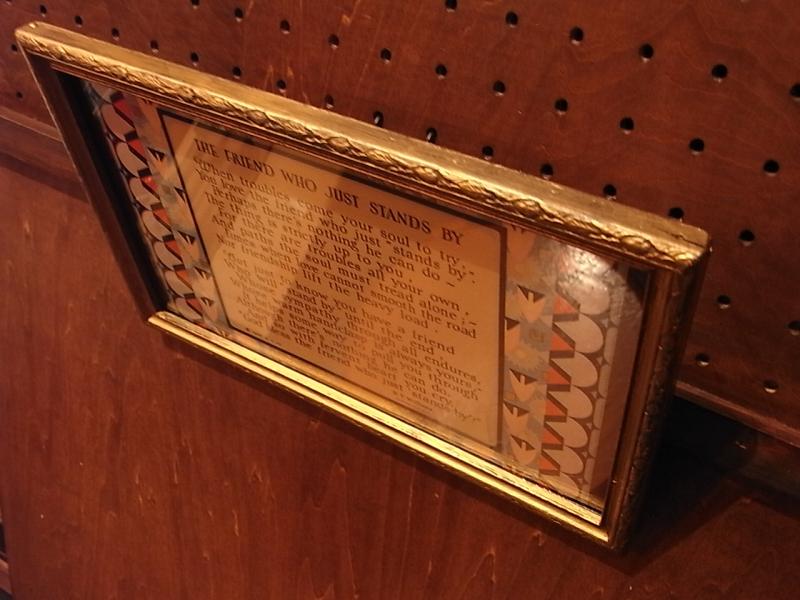 THE FRIEND WHO JUST STANDS BY
"When troubles come your soul to try,
You love the friend who just "stands by".
Perhaps there's nothing he can do –
The thing is strictly up to you
For there are troubles all your own
And paths the soul must tread alone;
Times when love cannot smooth the road
Nor friendship lift the heavy load
But just to know you have a friend
Who will "stand by" until the end,
Whose sympathy through all endures,
Whose warm handclasp is always yours –
It helps some way to pull you through
Although there's nothing he can do.
And so with fervent heart you cry,
"God bless the friend who just stands by".